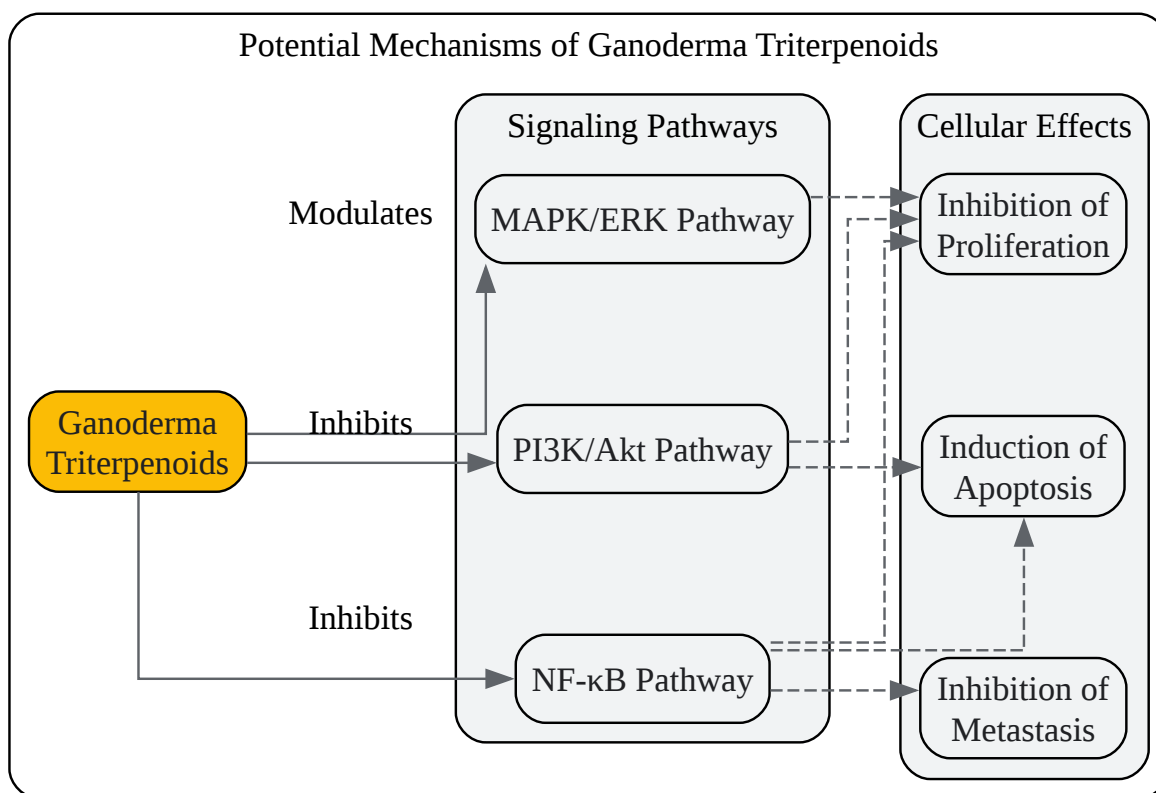 Potential Mechanisms of Ganoderma Triterpenoids
Signaling Pathways
Cellular Effects
Modulates
MAPK/ERK Pathway
Inhibition of
Proliferation
Ganoderma
Triterpenoids
Inhibits
PI3K/Akt Pathway
Induction of
Apoptosis
Inhibits
NF-κB Pathway
Inhibition of
Metastasis